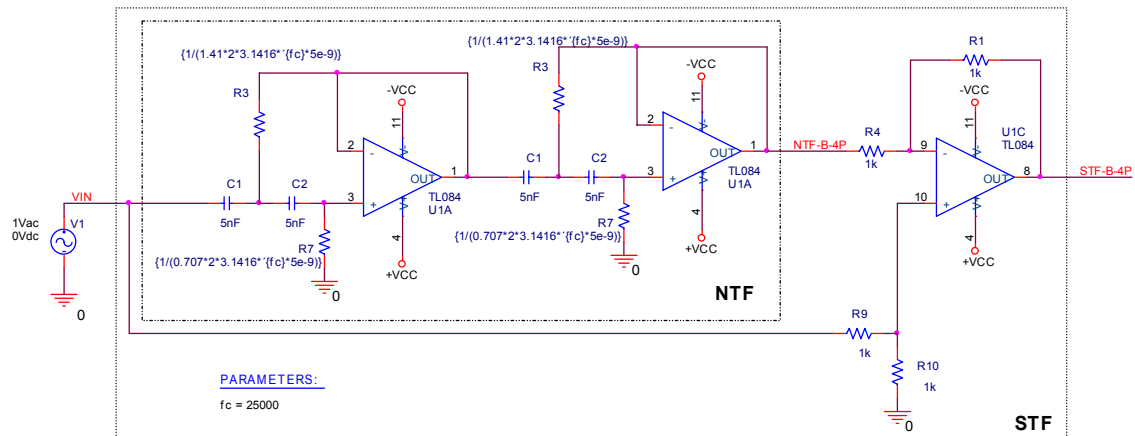 {1/(1.41*2*3.1416*´{fc}*5e-9)}
{1/(1.41*2*3.1416*´{fc}*5e-9)}
R3
R3
R1
1k
-VCC
11
V-
-VCC
11
V-
-VCC
11
V-
2
-
OUT
1
3
+
TL084
U1A
4
V+
+VCC
2
-
OUT
1
3
+
TL084
U1A
4
V+
+VCC
NTF-B-4P
R4
1k
U1C
TL084
9
-
OUT
8
10
+
4
V+
+VCC
STF-B-4P
VIN
1Vac
0Vdc
V1
0
C1
5nF
C2
5nF
R7
{1/(0.707*2*3.1416*´{fc}*5e-9)}
0
C1
5nF
C2
5nF
R7
{1/(0.707*2*3.1416*´{fc}*5e-9)}
0
NTF
R9
1k
R10
1k
0
PARAMETERS:
fc = 25000
STF